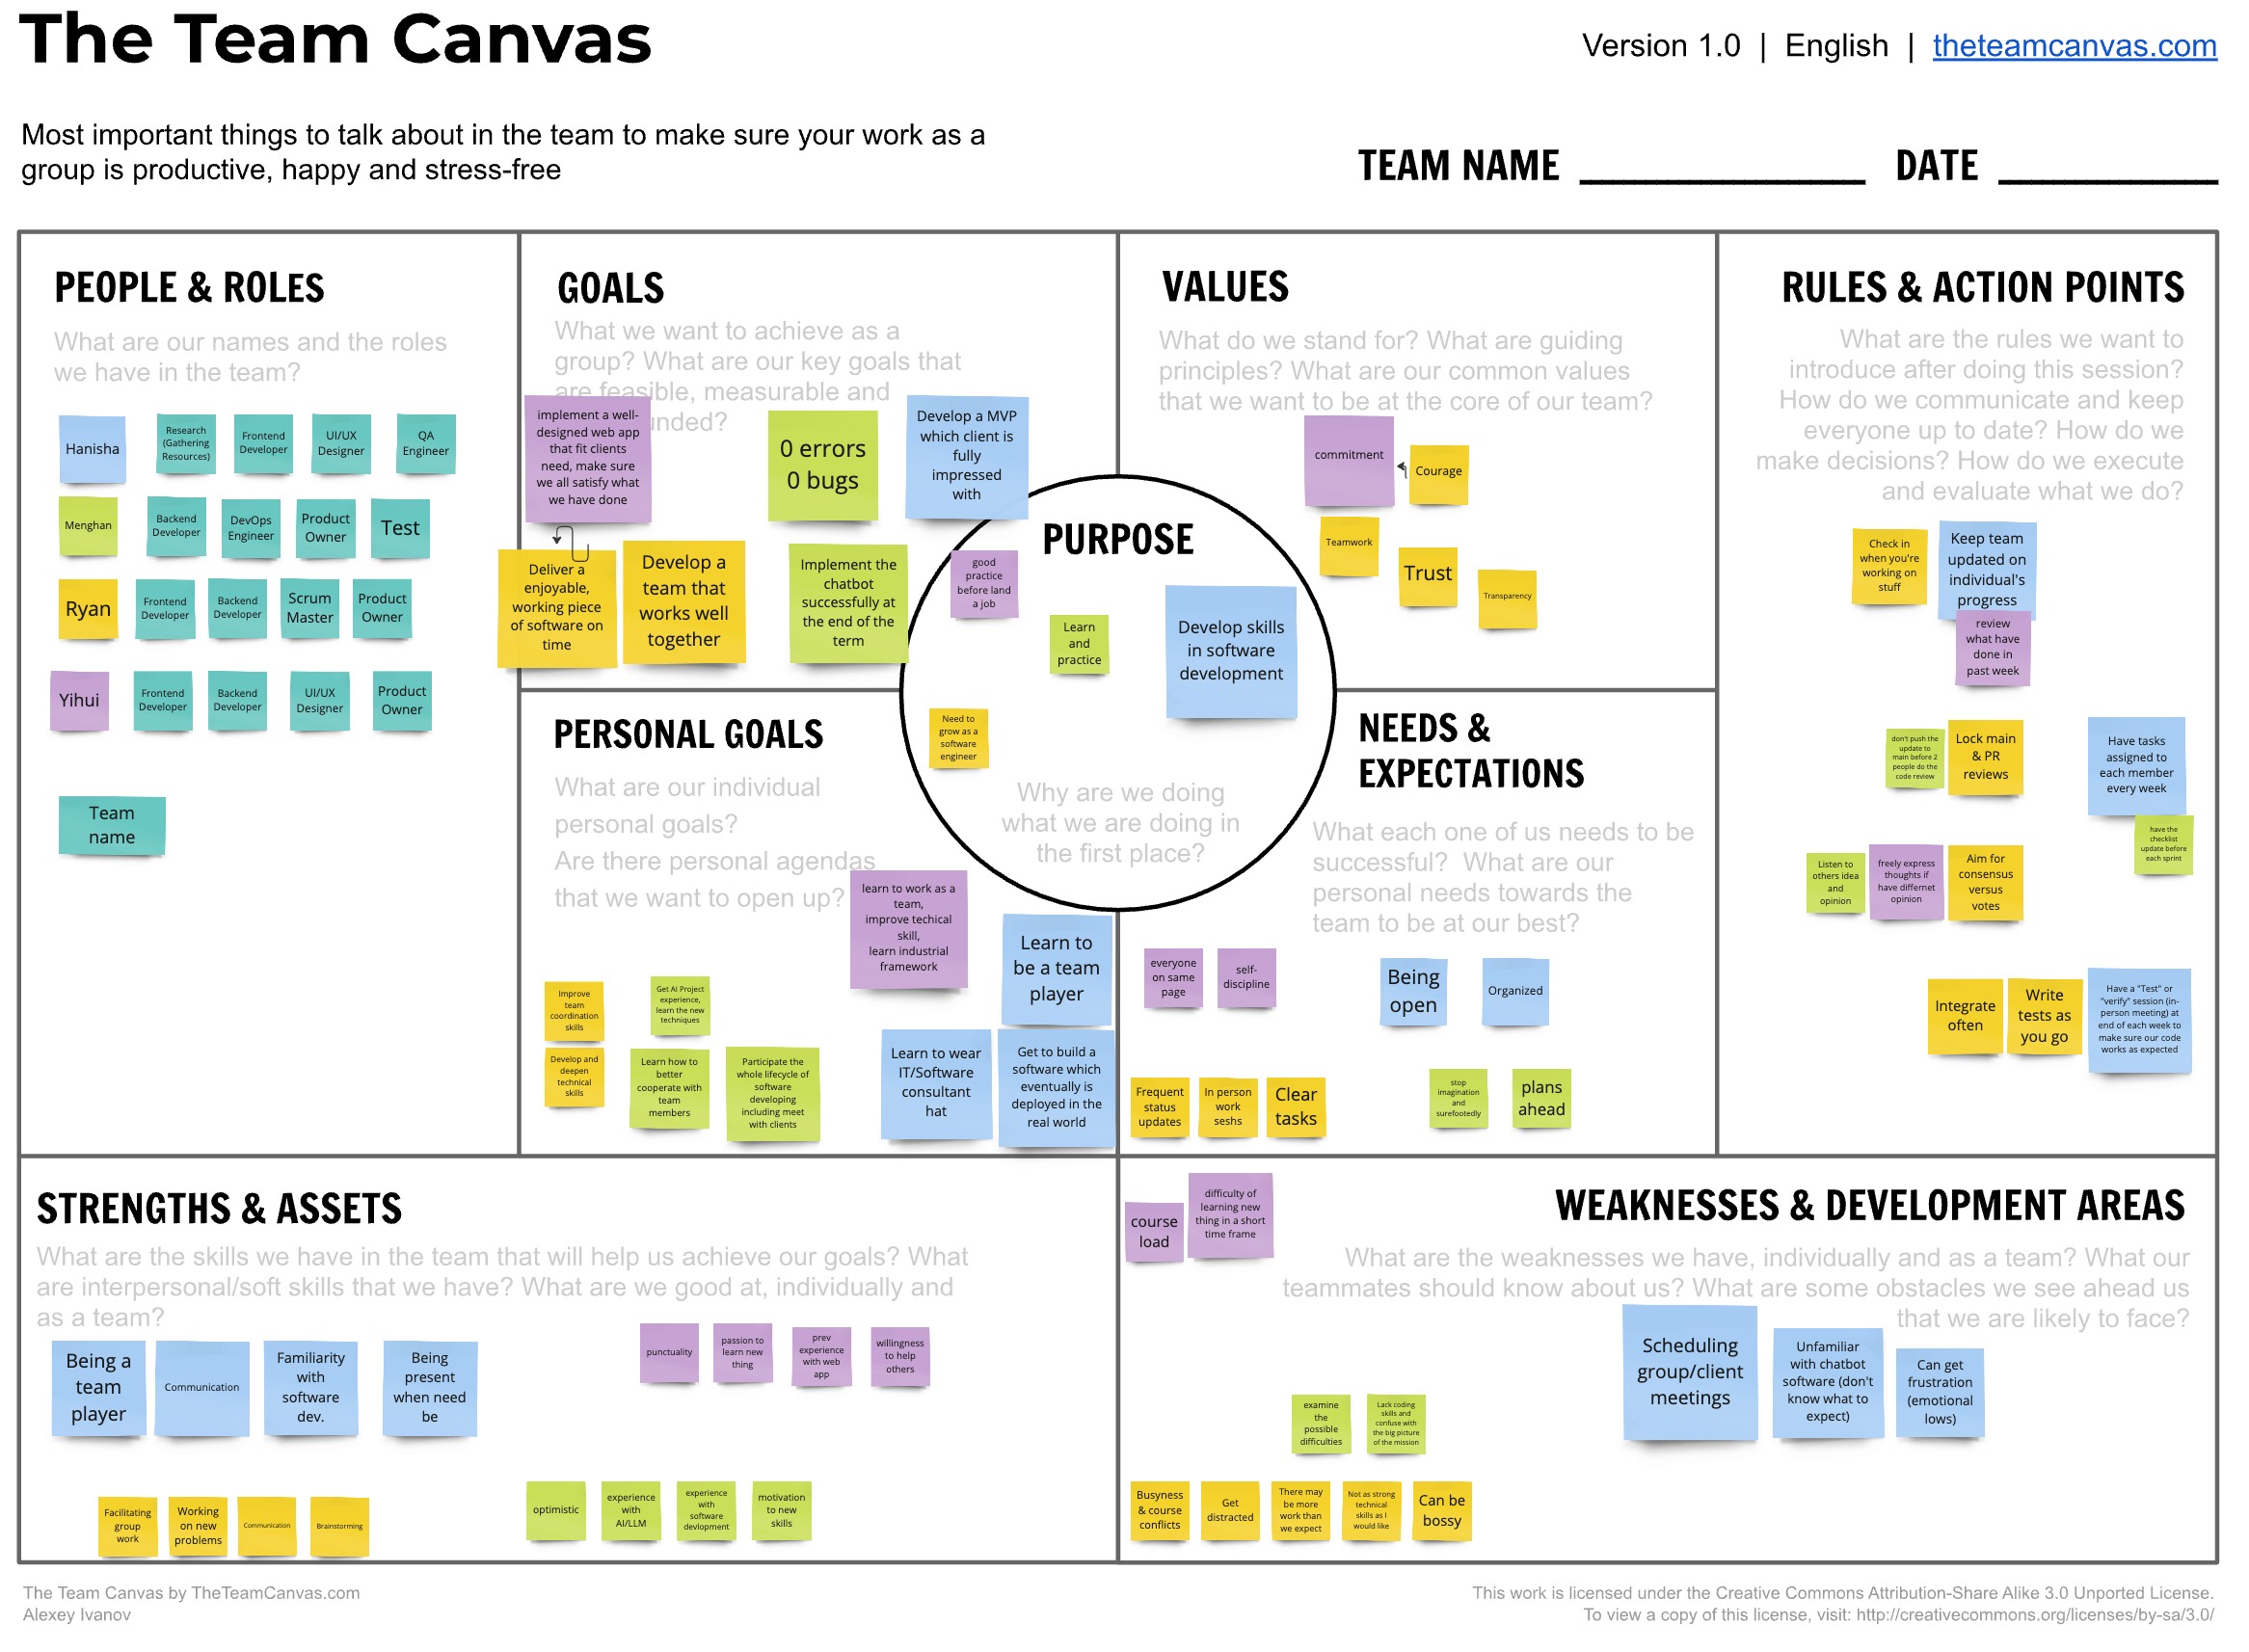 The Team Canvas
Version 1.0 | English | theteamcanvas.com
Most important things to talk about in the team to make sure your work as a
group is productive, happy and stress-free
TEAM NAME
DATE
PEOPLE & ROLES
What are our names and the roles
we have in the team?
Hanisha
Research
(Gathering
Resources)
Frontend
Developer
UI/UX
Designer
QA
Engineer
Menghan
Backend
Developer
DevOps
Engineer
Product
Owner
Test
Ryan
Frontend
Developer
Backend
Developer
Scrum
Master
Product
Owner
Yihui
Frontend
Developer
Backend
Developer
UI/UX
Designer
Product
Owner
Team
name
GOALS
What we want to achieve as a
group? What are our key goals that
are feasible, measurable and
unded?
implement a well-
designed web app
that fit clients
need, make sure
we all satisfy what
we have done
0 errors
0 bugs
Develop a MVP
which client is
fully
impressed
with
Deliver a
enjoyable,
working piece
of software on
time
Develop a
team that
works well
together
Implement the
chatbot
successfully at
the end of the
term
PURPOSE
good
practice
before land
a job
Learn
and
practice
Develop skills
in software
development
Need to
grow as a
software
engineer
Why are we doing
what we are doing in
the first place?
VALUES
What do we stand for? What are guiding
principles? What are our common values
that we want to be at the core of our team?
commitment
Courage
Teamwork
Trust
Transparency
RULES & ACTION POINTS
What are the rules we want to
introduce after doing this session?
How do we communicate and keep
everyone up to date? How do we
make decisions? How do we execute
and evaluate what we do?
Check in
when you're
working on
stuff
Keep team
updated on
individual's
progress
review
what have
done in
past week
don't push the
update to
main before 2
people do the
code review
Lock main
& PR
reviews
Have tasks
assigned to
each member
every week
have the
checklist
update before
each sprint
Listen to
others idea
and
opinion
freely express
thoughts if
have differnet
opinion
Aim for
consensus
versus
votes
Integrate
often
Write
tests as
you go
Have a "Test" or
"verify" session (in-
person meeting) at
end of each week to
make sure our code
works as expected
PERSONAL GOALS
What are our individual
personal goals?
Are there personal agendas
that we want to open up?
learn to work as a
team,
improve techical
skill,
learn industrial
framework
Learn to
be a team
player
Improve
team
coordination
skills
Get AI Project
experience,
learn the new
techniques
Develop and
deepen
technical
skills
Learn how to
better
cooperate with
team
members
Participate the
whole lifecycle of
software
developing
including meet
with clients
Learn to wear
IT/Software
consultant
hat
Get to build a
software which
eventually is
deployed in the
real world
NEEDS &
EXPECTATIONS
What each one of us needs to be
successful? What are our
personal needs towards the
team to be at our best?
everyone
on same
page
self-
discipline
Being
open
Organized
Frequent
status
updates
In person
work
seshs
Clear
tasks
stop
imagination
and
surefootedly
plans
ahead
STRENGTHS & ASSETS
What are the skills we have in the team that will help us achieve our goals? What
are interpersonal/soft skills that we have? What are we good at, individually and
as a team?
Being a
team
player
Communication
Familiarity
with
software
dev.
Being
present
when need
be
punctuality
passion to
learn new
thing
prev
experience
with web
app
willingness
to help
others
Facilitating
group
work
Working
on new
problems
Communication
Brainstorming
optimistic
experience
with
AI/LLM
experience
with
software
devlopment
motivation
to new
skills
WEAKNESSES & DEVELOPMENT AREAS
What are the weaknesses we have, individually and as a team? What our
teammates should know about us? What are some obstacles we see ahead us
that we are likely to face?
course
load
difficulty of
learning new
thing in a short
time frame
Scheduling
group/client
meetings
Unfamiliar
with chatbot
software (don't
know what to
expect)
Can get
frustration
(emotional
lows)
examine
the
possible
difficulties
Lack coding
skills and
confuse with
the big picture
of the mission
Busyness
& course
conflicts
Get
distracted
There may
be more
work than
we expect
Not as strong
technical
skills as I
would like
Can be
bossy
The Team Canvas by TheTeamCanvas.com
Alexey Ivanov
This work is licensed under the Creative Commons Attribution-Share Alike 3.0 Unported License.
To view a copy of this license, visit: http://creativecommons.org/licenses/by-sa/3.0/